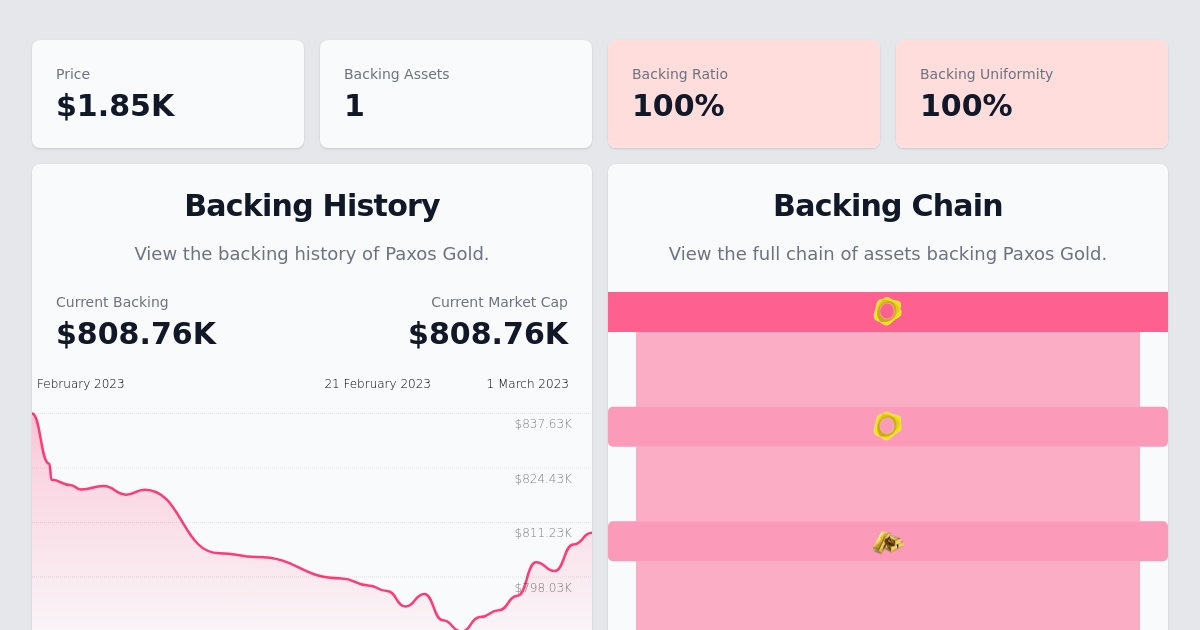 Price
$1.85K
Backing Assets
1
Backing Ratio
100%
Backing Uniformity
100%
Backing History
View the backing history of Paxos Gold.
Current Backing
$808.76K
Current Market Cap
$808.76K
February 2023
21 February 2023
1 March 2023
$837.63K
$824.43K
$811.23K
$798.03K
Backing Chain
View the full chain of assets backing Paxos Gold.